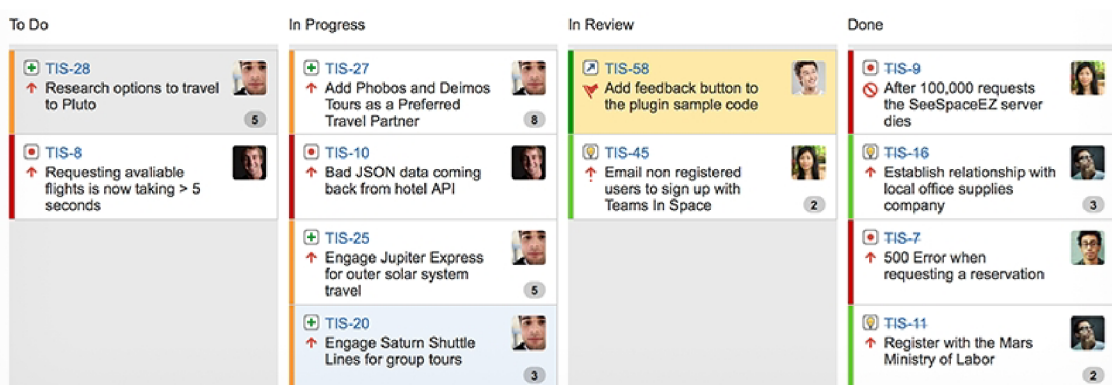 To Do
TIS-28
Research options to travel
to Pluto
5
TIS-8
Requesting avaliable
flights is now taking > 5
seconds
In Progress
TIS-27
Add Phobos and Deimos
Tours as a Preferred
Travel Partner
8
TIS-10
Bad JSON data coming
back from hotel API
TIS-25
Engage Jupiter Express
for outer solar system
travel
5
TIS-20
Engage Saturn Shuttle
Lines for group tours
3
In Review
TIS-58
Add feedback button to
the plugin sample code
TIS-45
Email non registered
users to sign up with
Teams In Space
2
Done
TIS-9
After 100,000 requests
the SeeSpaceEZ server
dies
TIS-16
Establish relationship with
local office supplies
company
3
TIS-7
500 Error when
requesting a reservation
TIS-11
Register with the Mars
Ministry of Labor
2